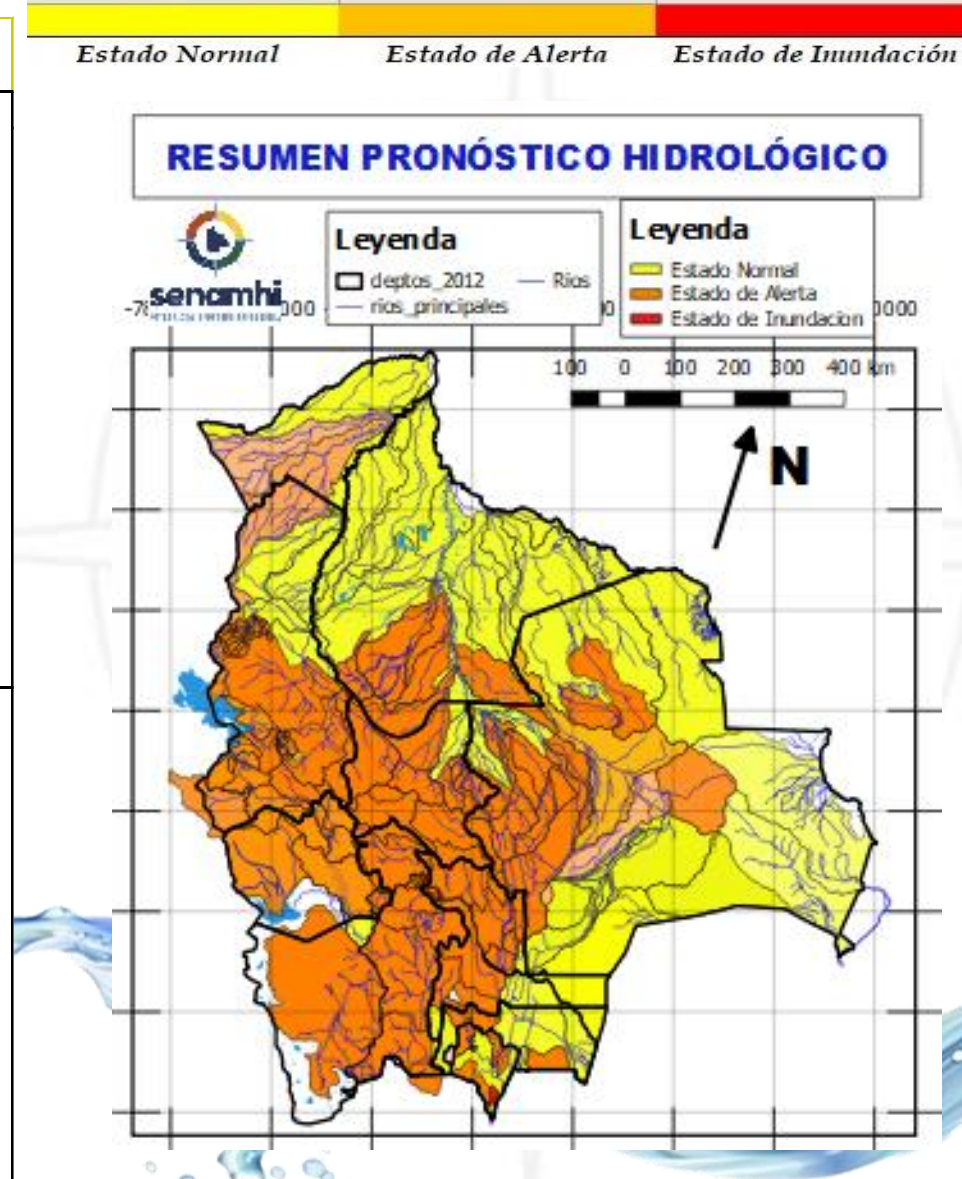 Estado Normal Estado de Alerta Estado de Inundación
RESUMEN PRONÓSTICO HIDROLÓGICO
senamhi
Leyenda
deptos_2012 Rios
rios_principales
Leyenda
Estado Normal
Estado de Alerta
Estado de Inundacion
100 0 100 200 300 400 km
N